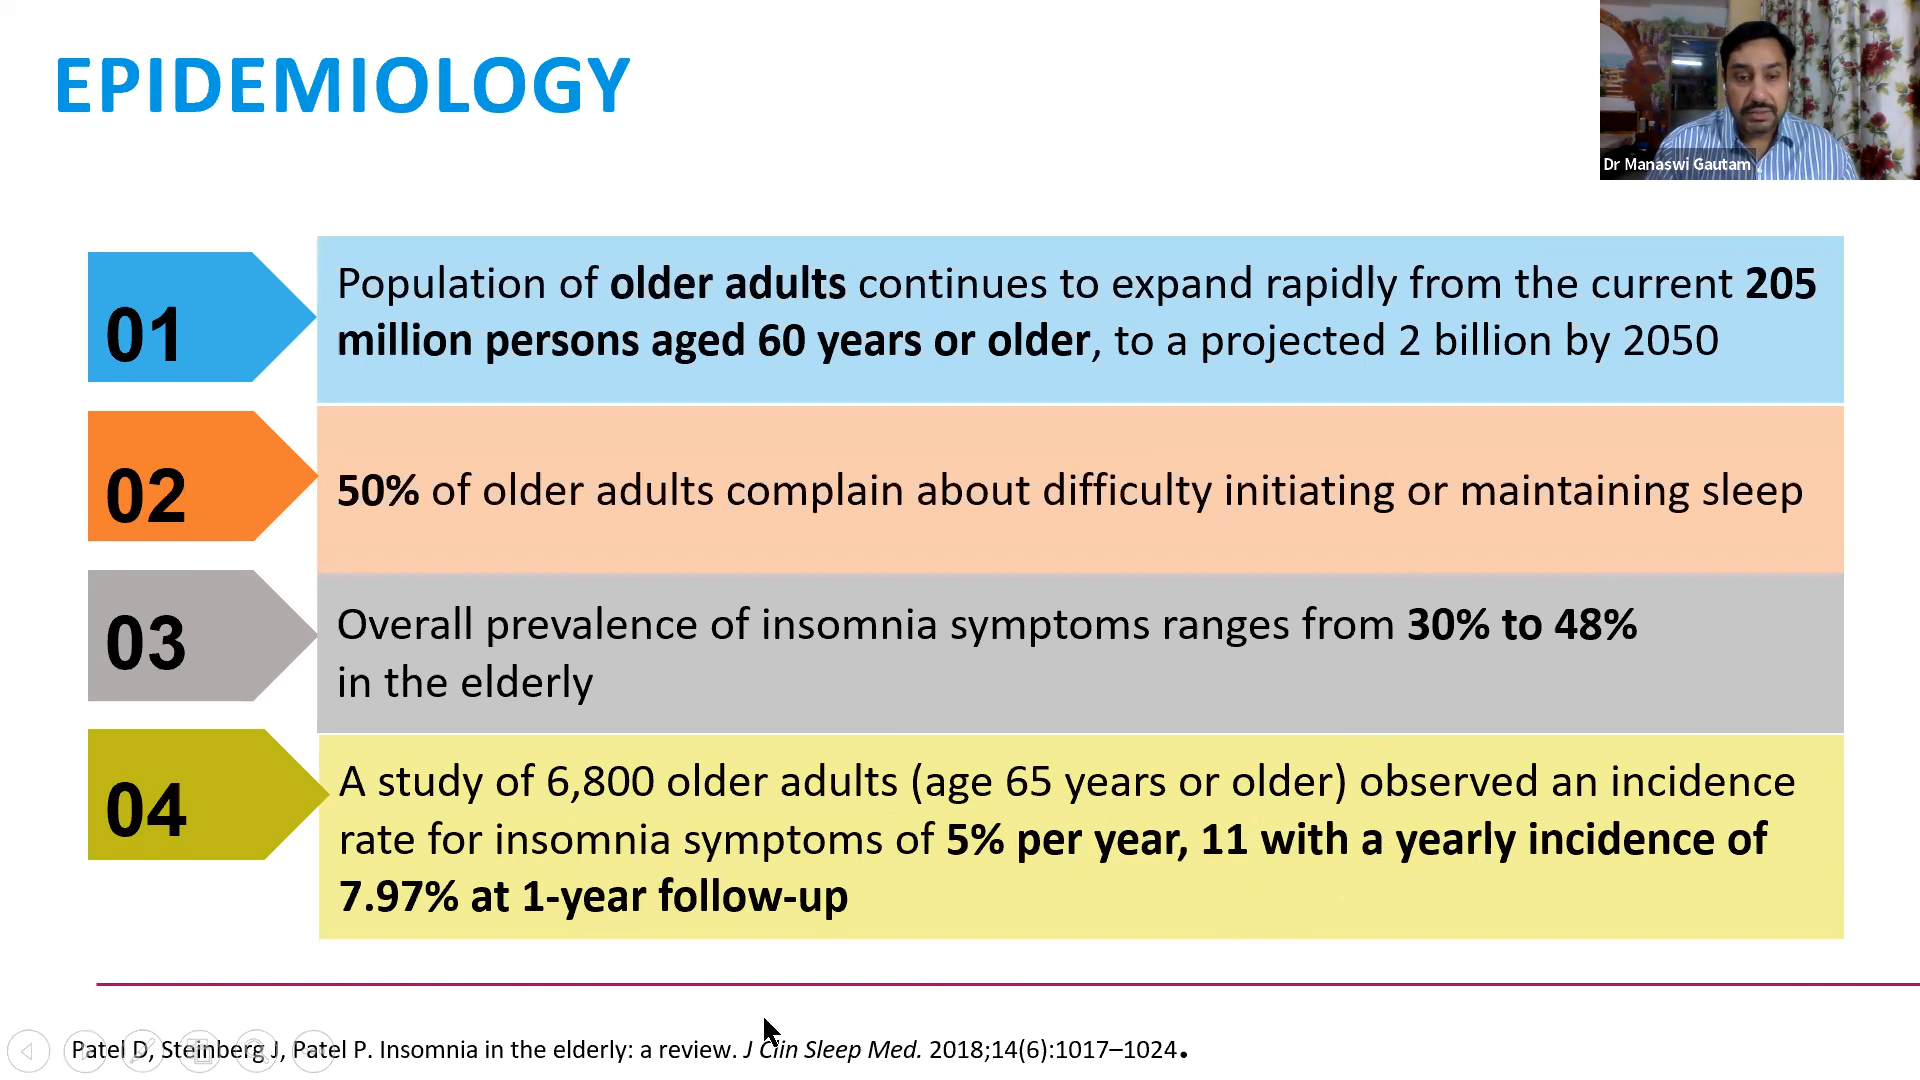 EPIDEMIOLOGY
Dr Manaswi Gautam
01
Population of older adults continues to expand rapidly from the current 205
million persons aged 60 years or older, to a projected 2 billion by 2050
02
50% of older adults complain about difficulty initiating or maintaining sleep
03
Overall prevalence of insomnia symptoms ranges from 30% to 48%
in the elderly
04
A study of 6,800 older adults (age 65 years or older) observed an incidence
rate for insomnia symptoms of 5% per year, 11 with a yearly incidence of
7.97% at 1-year follow-up
Patel D, Steinberg J, Patel P. Insomnia in the elderly: a review. J Clin Sleep Med. 2018;14(6):1017–1024.